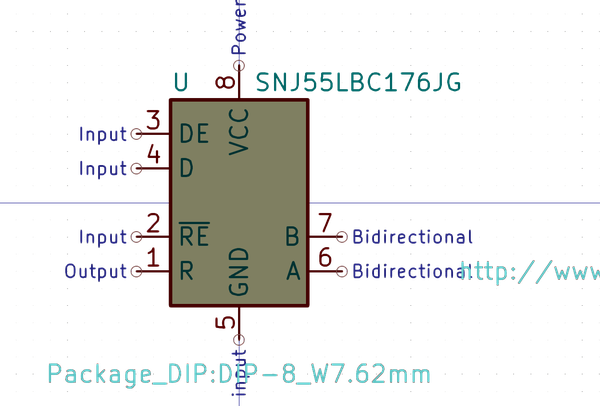 Power
8
U SNJ55LBC176JG
Input 3 DE VCC
Input 4 D
Input 2 RE B 7 Bidirectional
Output 1 R GND A 6 Bidirectional
http://www
5
input
Package_DIP:DIP-8_W7.62mm